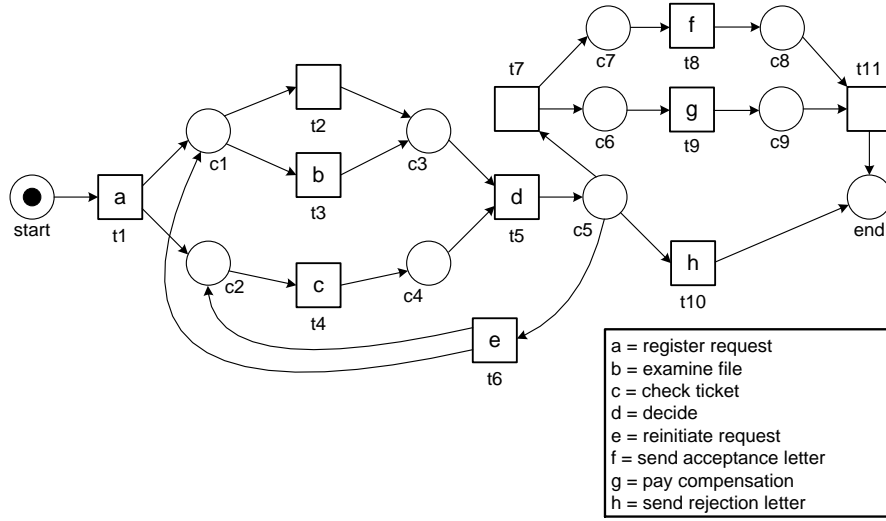 f
c7
t8
c8
t7
t11
t2
c1
c3
g
c6
t9
c9
b
t3
a
start
t1
d
t5
c5
end
c
c2
t4
c4
h
t10
e
t6
a = register request
b = examine file
c = check ticket
d = decide
e = reinitiate request
f = send acceptance letter
g = pay compensation
h = send rejection letter